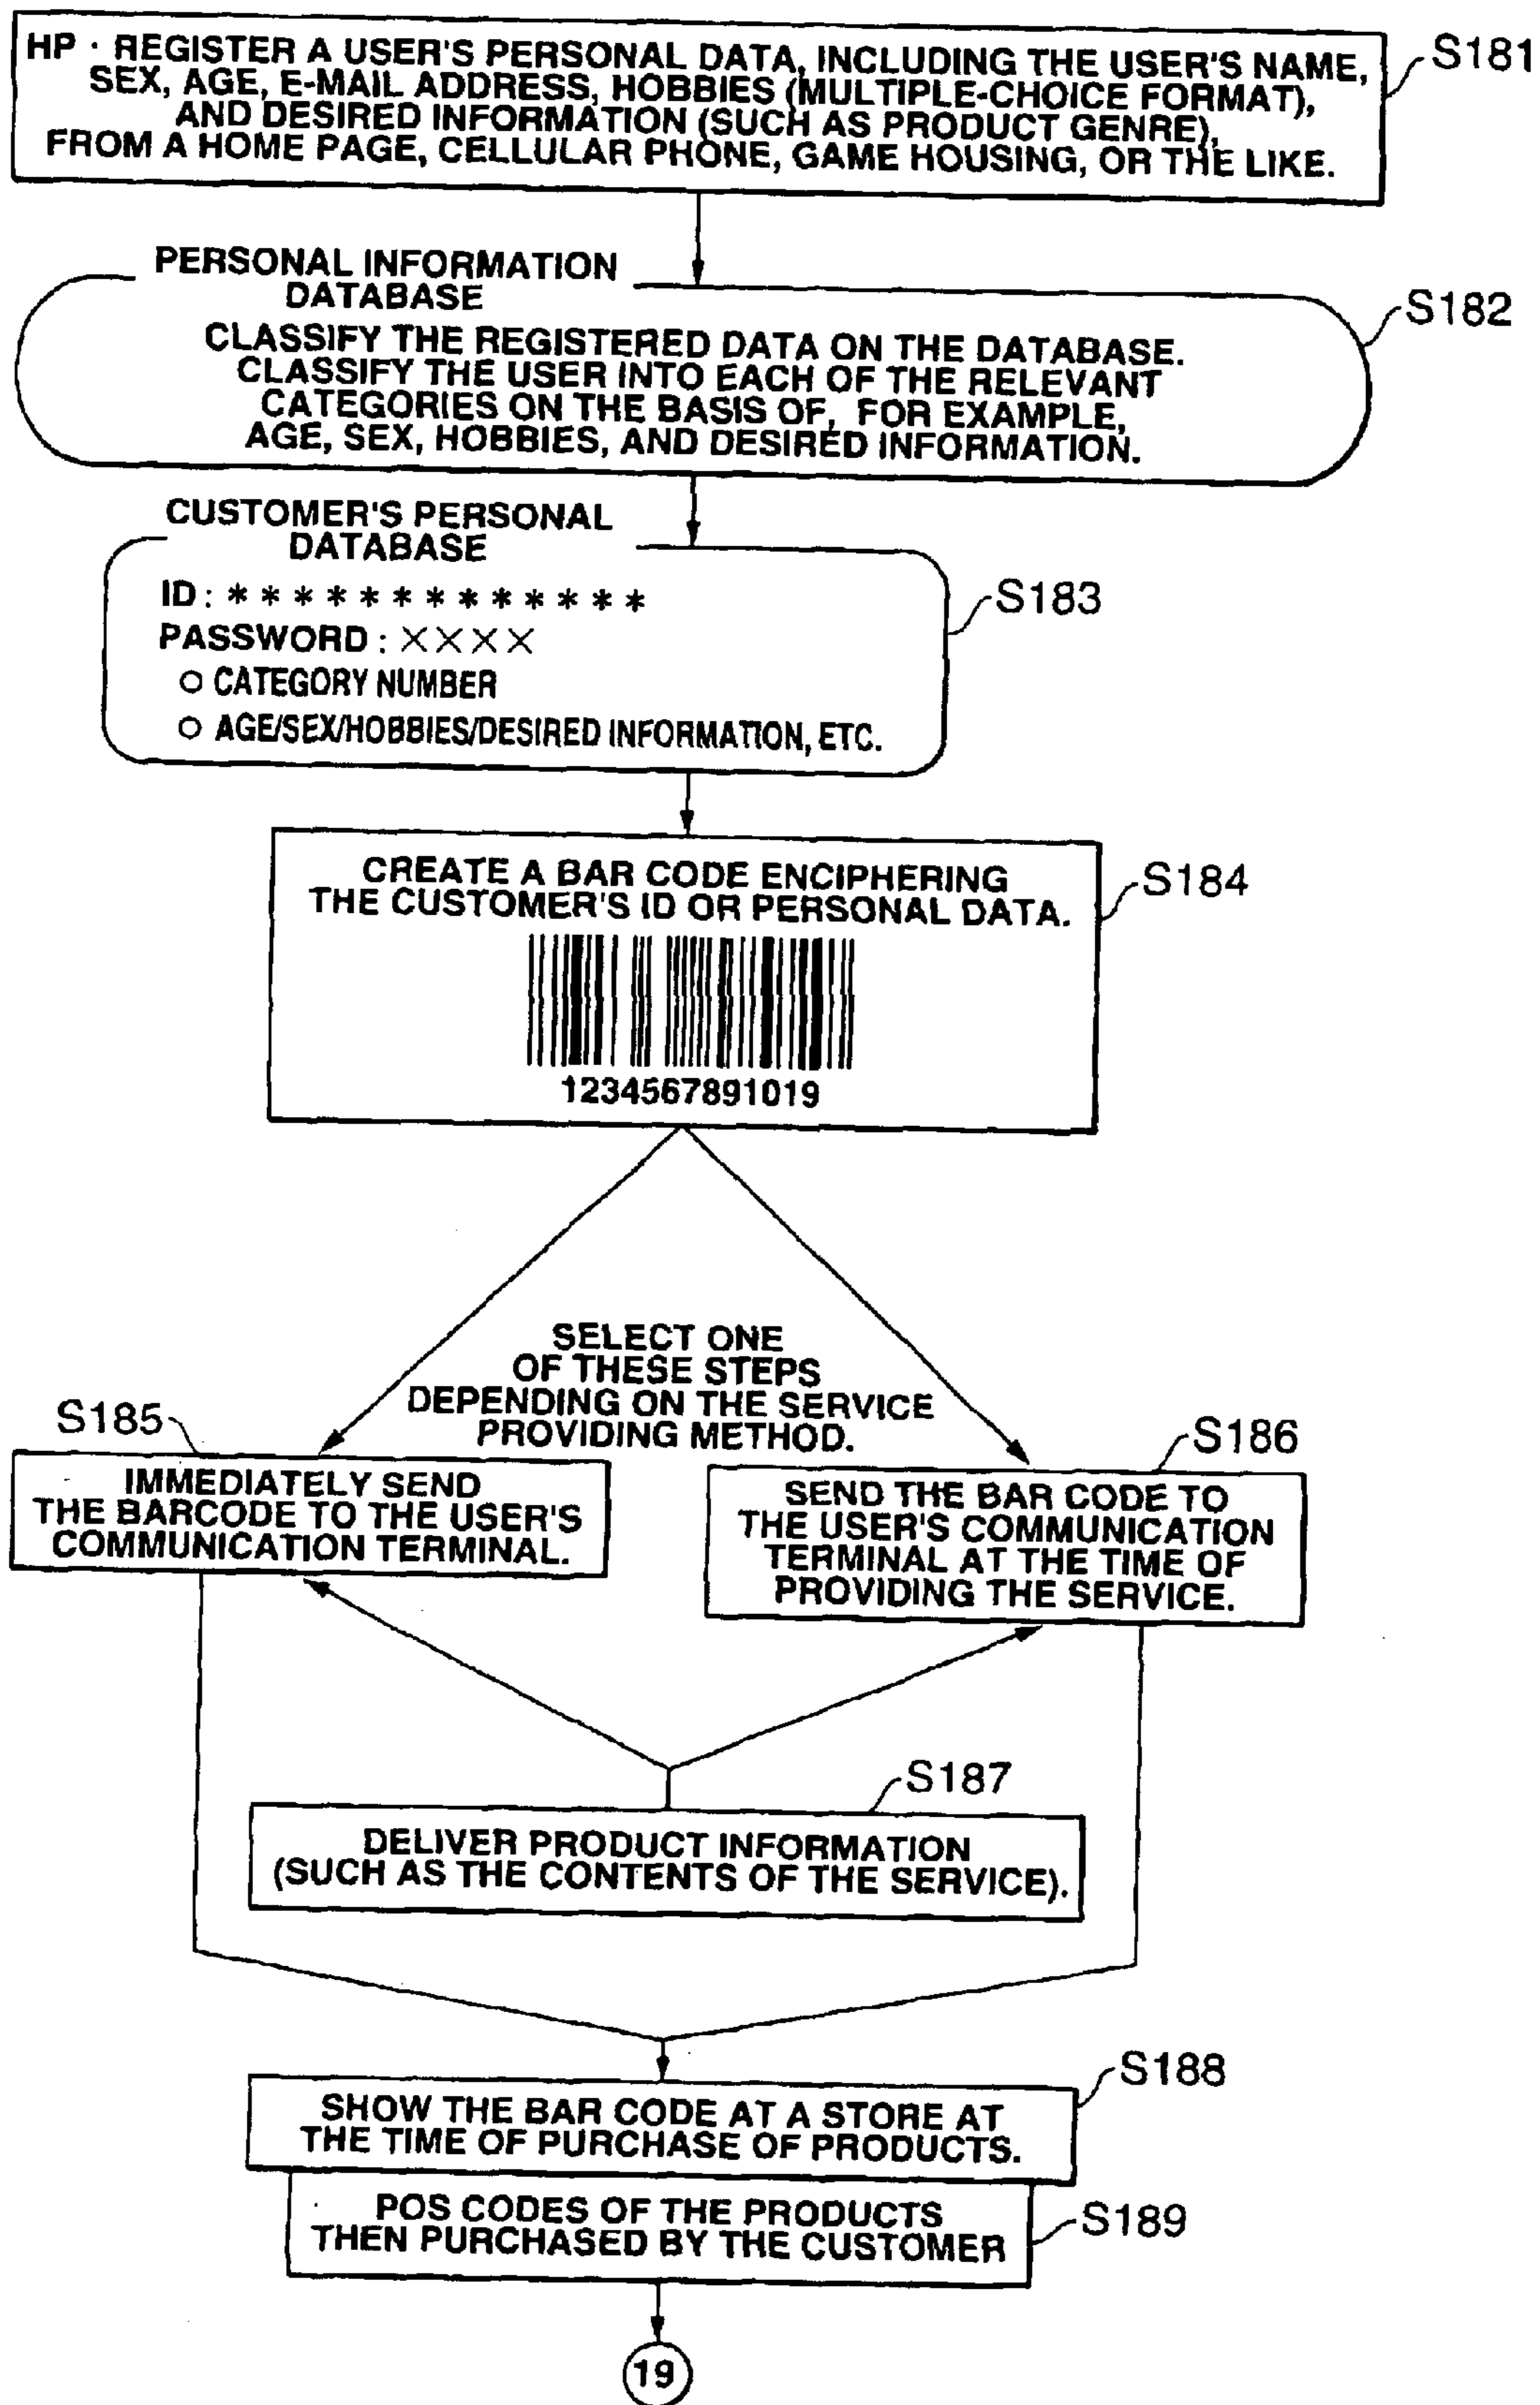 HP · REGISTER A USER'S PERSONAL DATA, INCLUDING THE USER'S NAME,
SEX, AGE, E-MAIL ADDRESS, HOBBIES (MULTIPLE-CHOICE FORMAT),
AND DESIRED INFORMATION (SUCH AS PRODUCT GENRE),
FROM A HOME PAGE, CELLULAR PHONE, GAME HOUSING, OR THE LIKE.
S181
PERSONAL INFORMATION
DATABASE
S182
CLASSIFY THE REGISTERED DATA ON THE DATABASE.
CLASSIFY THE USER INTO EACH OF THE RELEVANT
CATEGORIES ON THE BASIS OF, FOR EXAMPLE,
AGE, SEX, HOBBIES, AND DESIRED INFORMATION.
CUSTOMER'S PERSONAL
DATABASE
ID : * * * * * * * * * * * * *
S183
PASSWORD : ××××
○ CATEGORY NUMBER
○ AGE/SEX/HOBBIES/DESIRED INFORMATION, ETC.
CREATE A BAR CODE ENCIPHERING
THE CUSTOMER'S ID OR PERSONAL DATA.
S184
1234567891019
SELECT ONE
OF THESE STEPS
DEPENDING ON THE SERVICE
PROVIDING METHOD.
S185
IMMEDIATELY SEND
THE BARCODE TO THE USER'S
COMMUNICATION TERMINAL.
S186
SEND THE BAR CODE TO
THE USER'S COMMUNICATION
TERMINAL AT THE TIME OF
PROVIDING THE SERVICE.
S187
DELIVER PRODUCT INFORMATION
(SUCH AS THE CONTENTS OF THE SERVICE).
S188
SHOW THE BAR CODE AT A STORE AT
THE TIME OF PURCHASE OF PRODUCTS.
POS CODES OF THE PRODUCTS
THEN PURCHASED BY THE CUSTOMER
S189
19